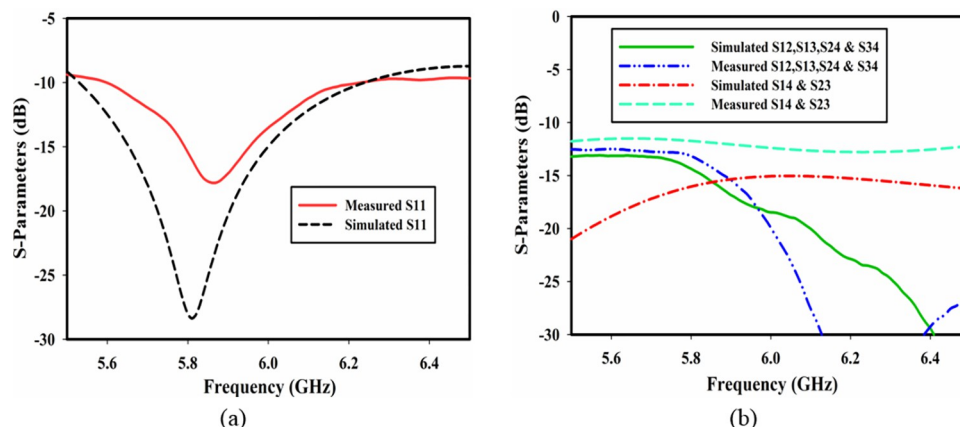 -5
-10
-15
-20
-25
-30
S-Parameters (dB)
Measured S11
Simulated S11
5.6 5.8 6.0 6.2 6.4
Frequency (GHz)
(a)
0
-5
-10
-15
-20
-25
-30
S-Parameters (dB)
Simulated S12,S13,S24 & S34
Measured S12,S13,S24 & S34
Simulated S14 & S23
Measured S14 & S23
5.6 5.8 6.0 6.2 6.4
Frequency (GHz)
(b)